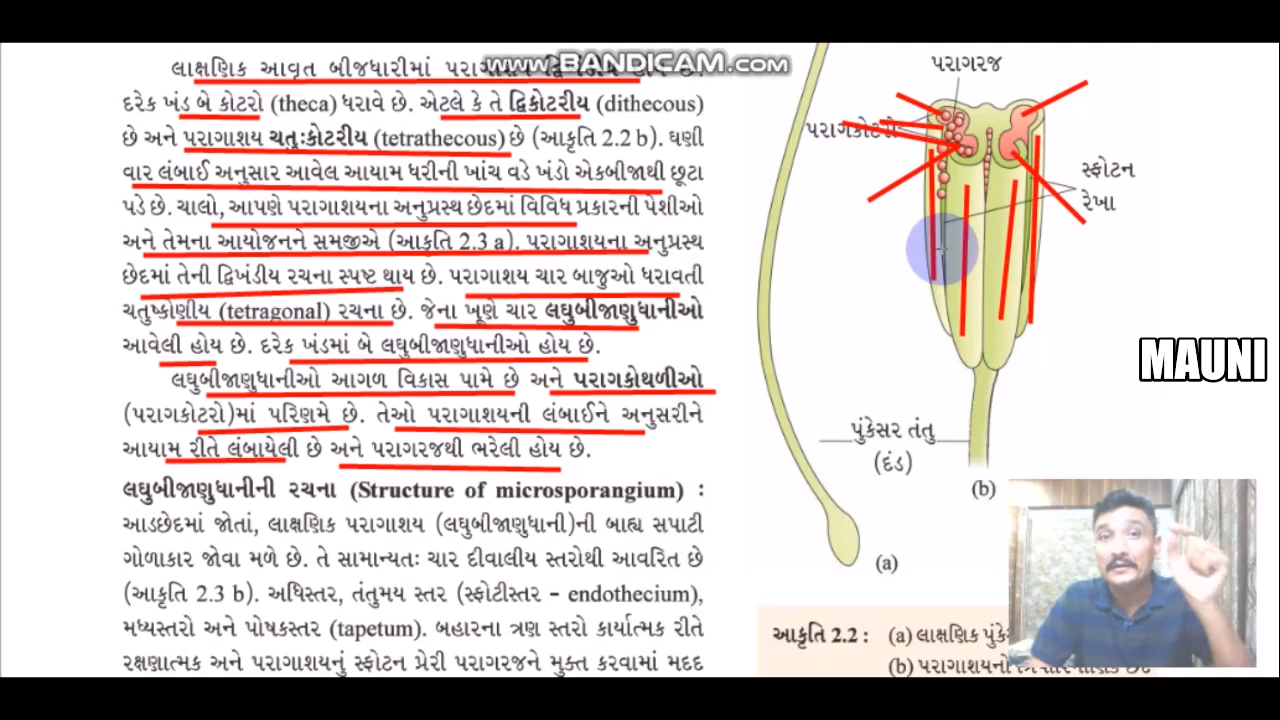 www.BANDICAM.com
લાક્ષણિક આવૃત બીજધારીમાં પરાગાશય
દરેક ખંડ બે કોટરો (theca) ધરાવે છે. એટલે કે તે દ્વિકોટરીય (dithecous)
છે અને પરાગાશય ચતુઃકોટરીય (tetrathecous) છે (આકૃતિ 2.2 b). ઘણી
વાર લંબાઈ અનુસાર આવેલ આયામ ધરીની ખાંચ વડે ખંડો એકબીજાથી છૂટા
પડે છે. ચાલો, આપણે પરાગાશયના અનુપ્રસ્થ છેદમાં વિવિધ પ્રકારની પેશીઓ
અને તેમના આયોજનને સમજીએ (આકૃતિ 2.3 a). પરાગાશયના અનુપ્રસ્થ
છેદમાં તેની દ્વિખંડીય રચના સ્પષ્ટ થાય છે. પરાગાશય ચાર બાજુઓ ધરાવતી
ચતુષ્કોણીય (tetragonal) રચના છે. જેના ખૂણે ચાર લઘુબીજાણુધાનીઓ
આવેલી હોય છે. દરેક ખંડમાં બે લઘુબીજાણુધાનીઓ હોય છે.
લઘુબીજાણુધાનીઓ આગળ વિકાસ પામે છે અને પરાગકોથળીઓ
(પરાગકોટરો)માં પરિણમે છે. તેઓ પરાગાશયની લંબાઈને અનુસરીને
આયામ રીતે લંબાયેલી છે અને પરાગરજથી ભરેલી હોય છે.
લઘુબીજાણુધાનીની રચના (Structure of microsporangium) :
આડછેદમાં જોતાં, લાક્ષણિક પરાગાશય (લઘુબીજાણુધાની)ની બાહ્ય સપાટી
ગોળાકાર જોવા મળે છે. તે સામાન્યતઃ ચાર દીવાલીય સ્તરોથી આવરિત છે
(આકૃતિ 2.3 b). અધિસ્તર, તંતુમય સ્તર (સ્ફોટીસ્તર - endothecium),
મધ્યસ્તરો અને પોષકસ્તર (tapetum). બહારના ત્રણ સ્તરો કાર્યાત્મક રીતે
રક્ષણાત્મક અને પરાગાશયનું સ્ફોટન પ્રેરી પરાગરજને મુક્ત કરવામાં મદદ
પરાગરજ
પરાગકોટરો
સ્ફોટન
રેખા
પુંકેસર તંતુ
(દંડ)
(b)
(a)
MAUNI
આકૃતિ 2.2 : (a) લાક્ષણિક
(b) પરાગાશયનો